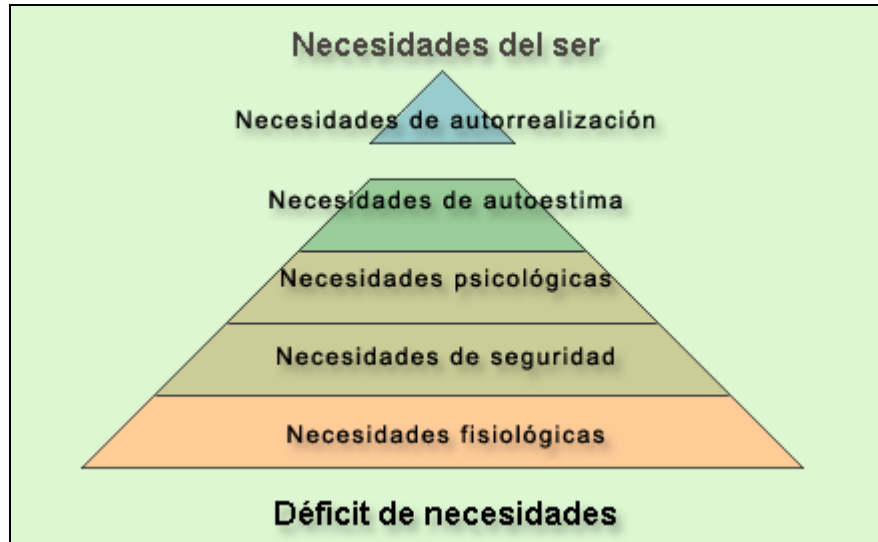 Necesidades del ser
Necesidades de autorrealización
Necesidades de autoestima
Necesidades psicológicas
Necesidades de seguridad
Necesidades fisiológicas
Déficit de necesidades